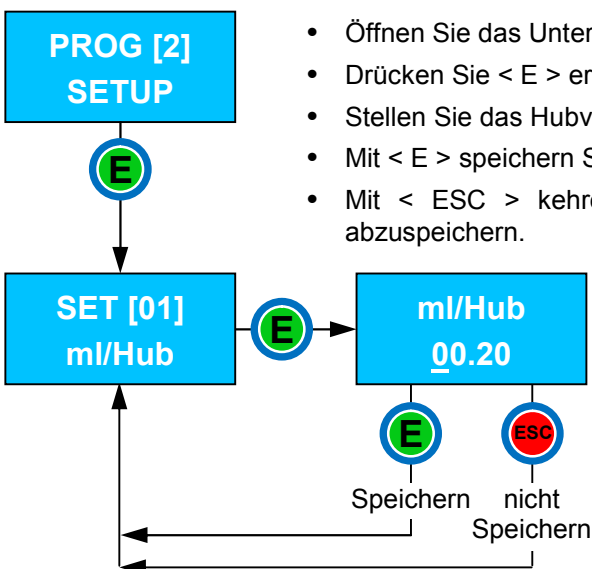 PROG [2]
SETUP
• Öffnen Sie das Unter
• Drücken Sie < E > er
• Stellen Sie das Hubv
• Mit < E > speichern S
• Mit < ESC > kehr
abzuspeichern.
E
SET [01]
ml/Hub
E
ml/Hub
00.20
E
ESC
Speichern
nicht
Speichern